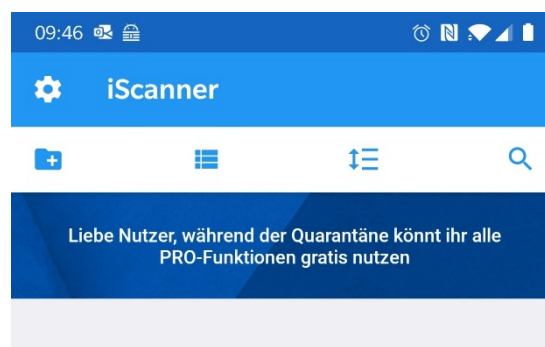 09:46
iScanner
Liebe Nutzer, während der Quarantäne könnt ihr alle
PRO-Funktionen gratis nutzen